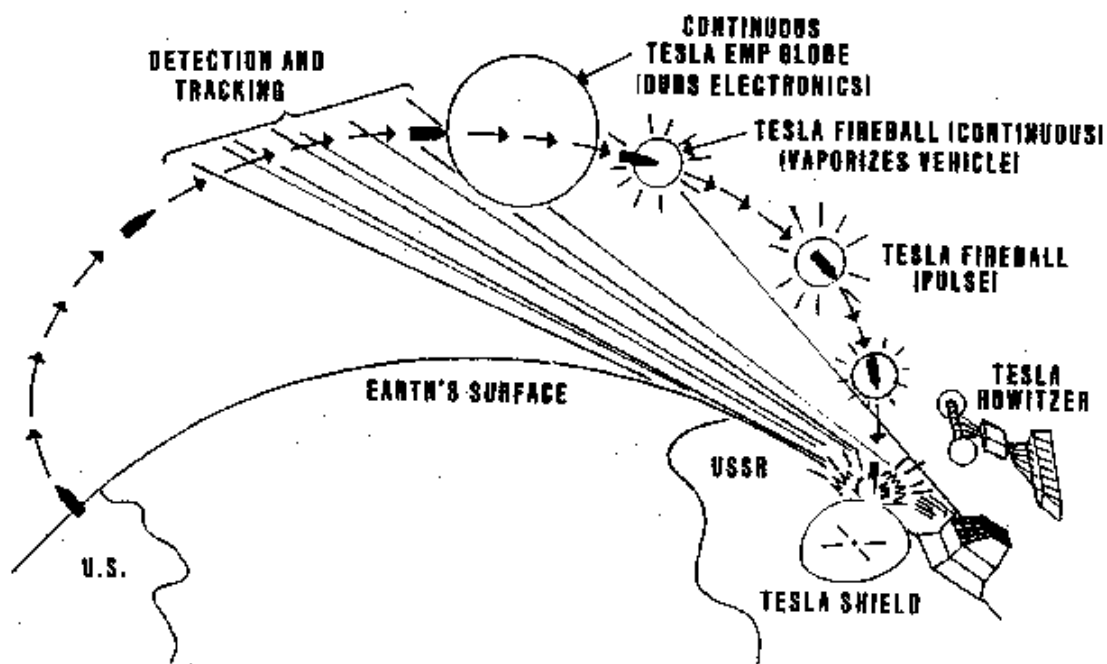 DETECTION AND
TRACKING
CONTINUOUS
TESLA EMP GLOBE
(DUDS ELECTRONICS)
TESLA FIREBALL (CONTINUOUS)
(VAPORIZES VEHICLE)
TESLA FIREBALL
(PULSE)
TESLA
HOWITZER
EARTH'S SURFACE
USSR
U.S.
TESLA SHIELD